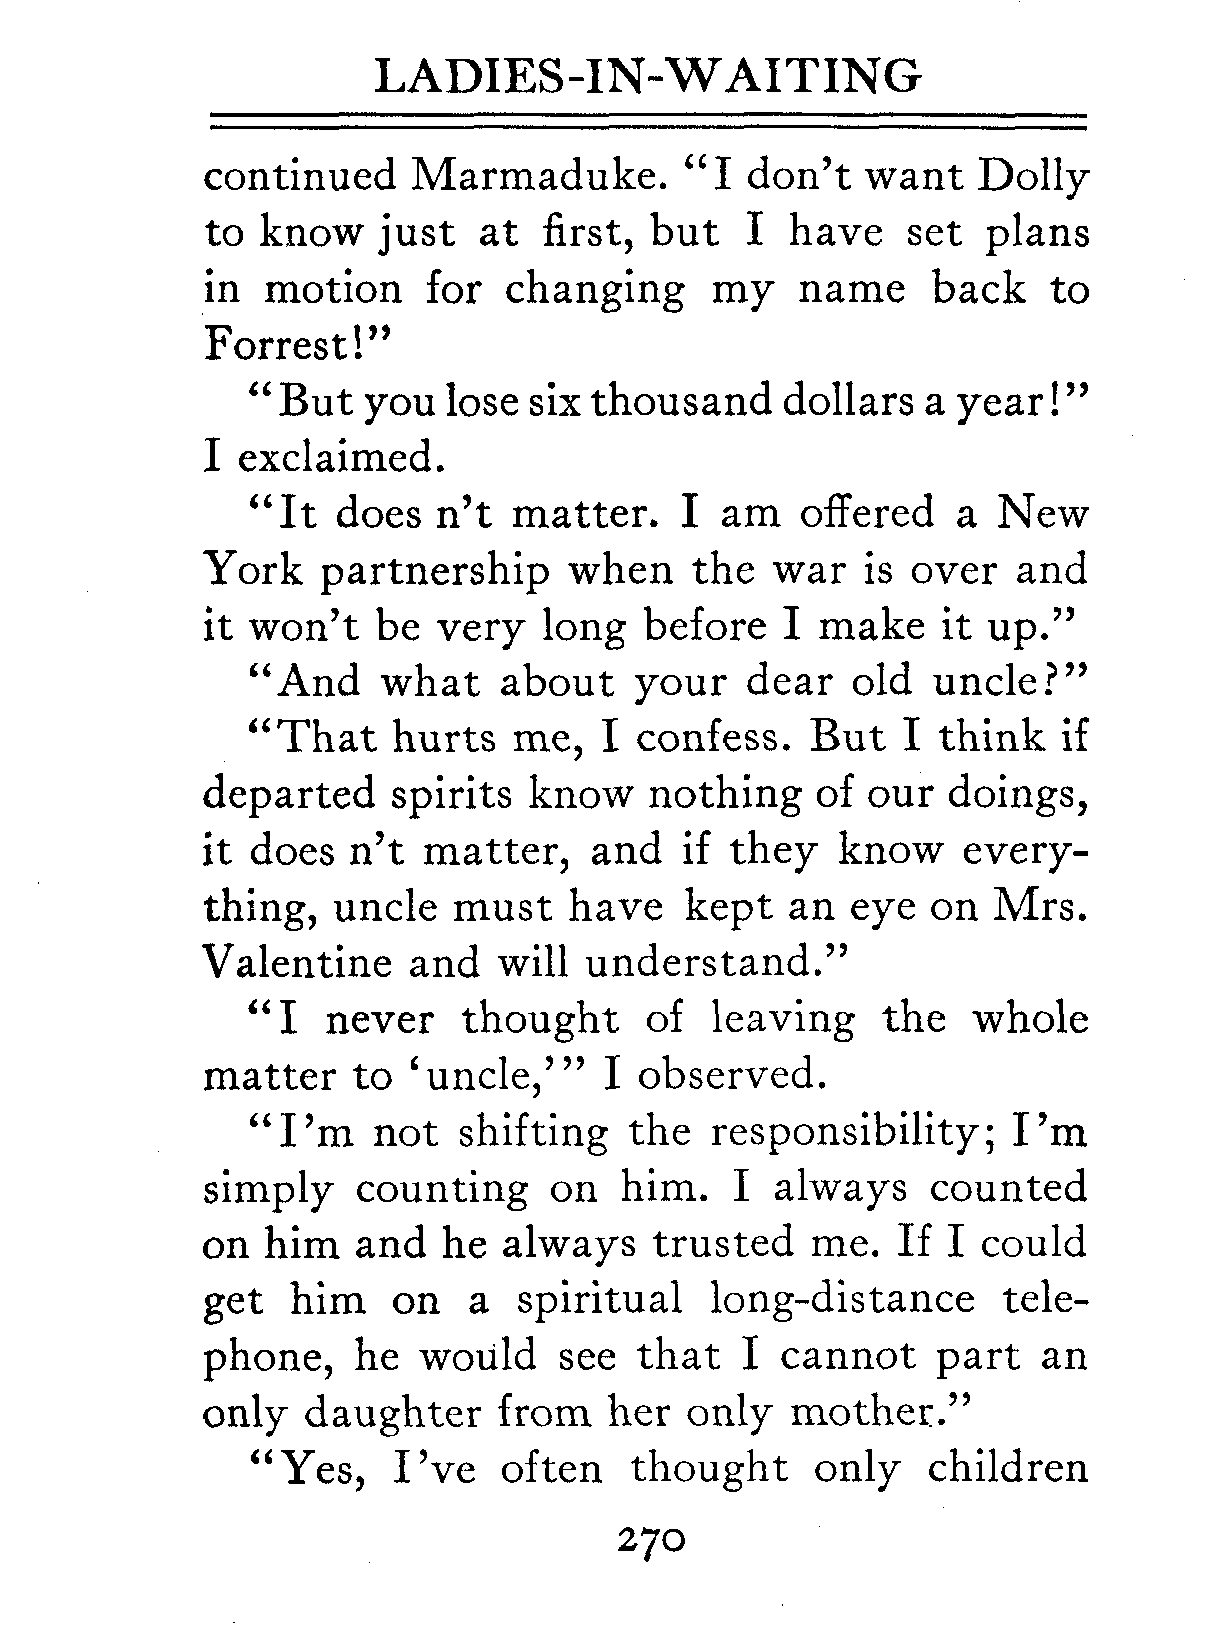 LADIES-IN-WAITING
continued Marmaduke. "I don't want Dolly
to know just at first, but I have set plans
in motion for changing my name back to
Forrest!"
"But you lose six thousand dollars a year!"
I exclaimed.
"It does n't matter. I am offered a New
York partnership when the war is over and
it won't be very long before I make it up."
"And what about your dear old uncle?"
"That hurts me, I confess. But I think if
departed spirits know nothing of our doings,
it does n't matter, and if they know every-
thing, uncle must have kept an eye on Mrs.
Valentine and will understand."
"I never thought of leaving the whole
matter to 'uncle,'" I observed.
"I'm not shifting the responsibility; I'm
simply counting on him. I always counted
on him and he always trusted me. If I could
get him on a spiritual long-distance tele-
phone, he would see that I cannot part an
only daughter from her only mother."
"Yes, I've often thought only children
270